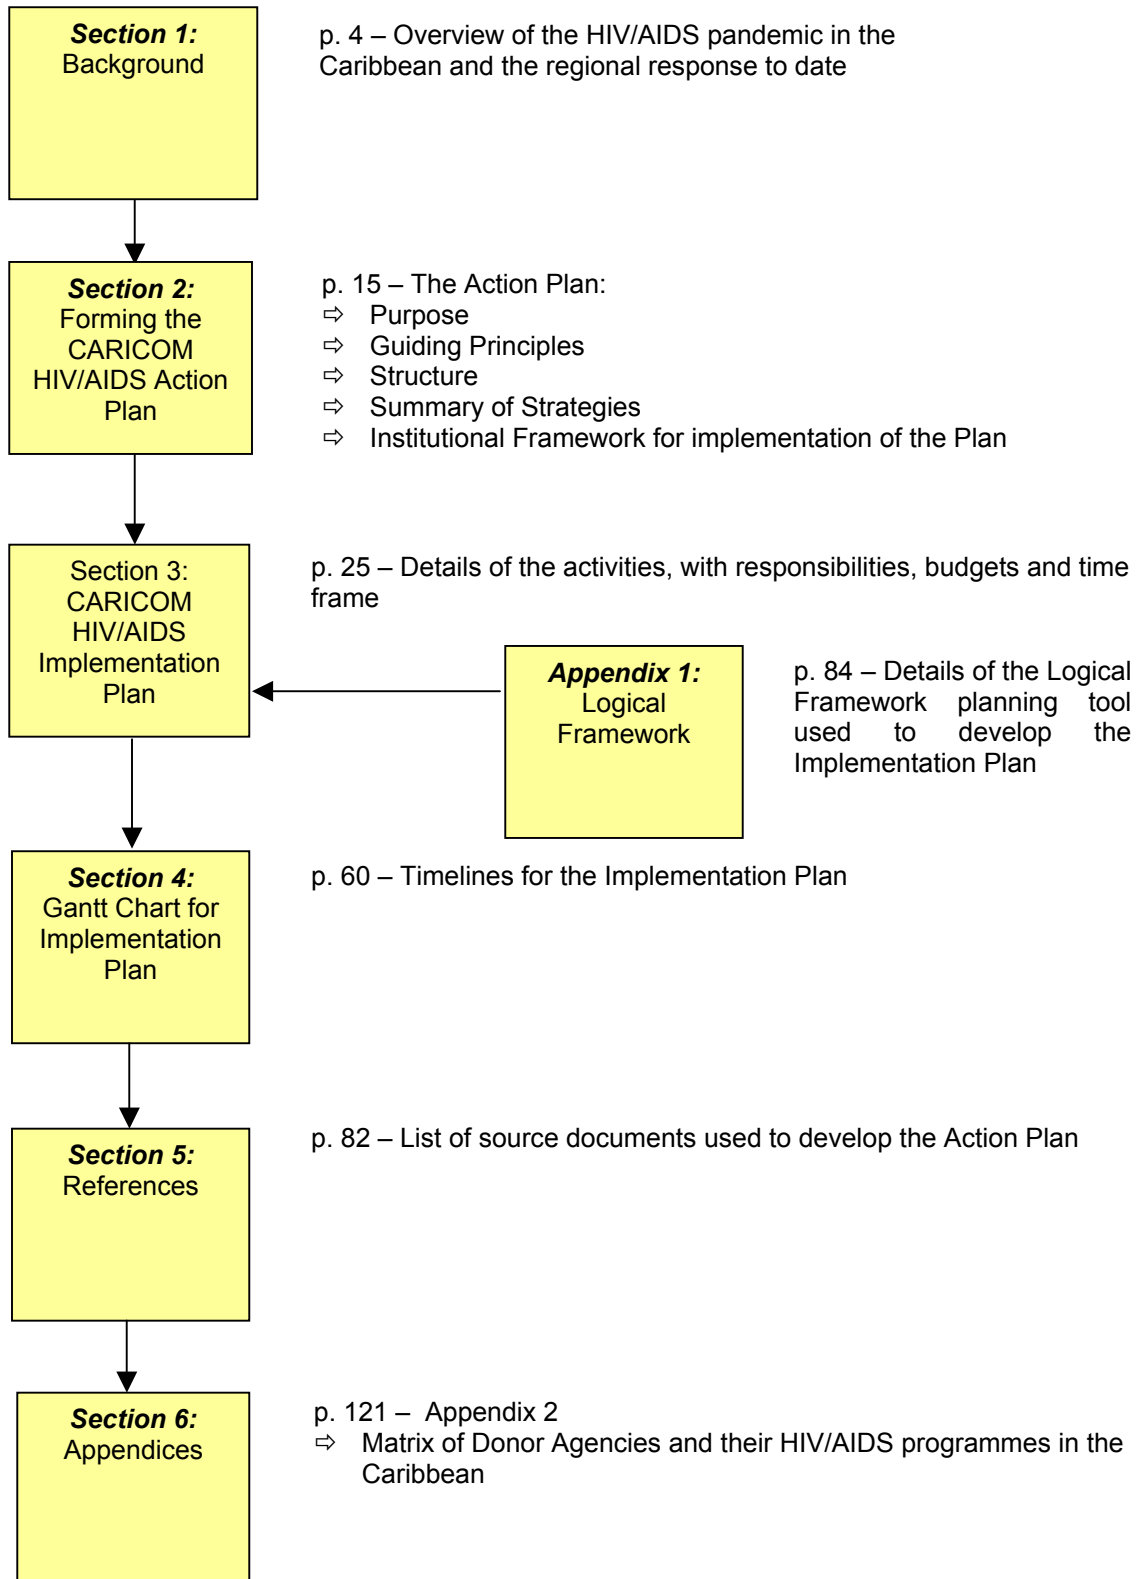 Section 1:
Background
p. 4 – Overview of the HIV/AIDS pandemic in the
Caribbean and the regional response to date
Section 2:
Forming the
CARICOM
HIV/AIDS Action
Plan
p. 15 – The Action Plan:
⇨ Purpose
⇨ Guiding Principles
⇨ Structure
⇨ Summary of Strategies
⇨ Institutional Framework for implementation of the Plan
Section 3:
CARICOM
HIV/AIDS
Implementation
Plan
p. 25 – Details of the activities, with responsibilities, budgets and time
frame
Appendix 1:
Logical
Framework
p. 84 – Details of the Logical
Framework planning tool
used to develop the
Implementation Plan
Section 4:
Gantt Chart for
Implementation
Plan
p. 60 – Timelines for the Implementation Plan
Section 5:
References
p. 82 – List of source documents used to develop the Action Plan
Section 6:
Appendices
p. 121 – Appendix 2
⇨ Matrix of Donor Agencies and their HIV/AIDS programmes in the
Caribbean